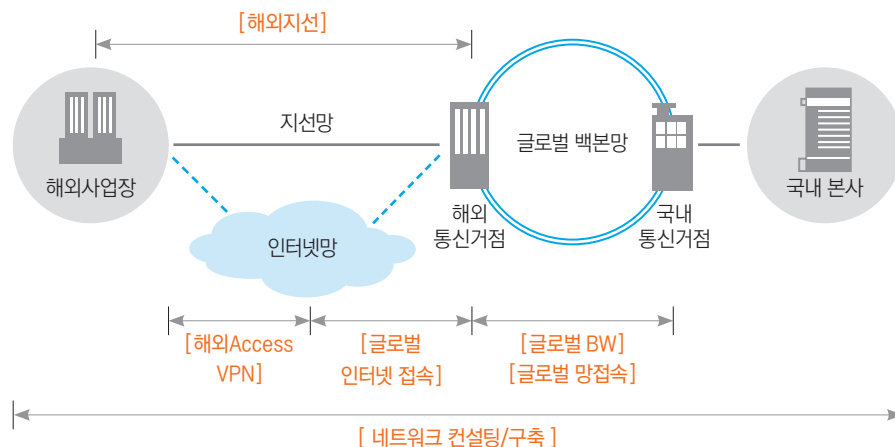 [해외지선]
지선망
글로벌 백본망
해외사업장
국내 본사
해외
통신거점
국내
통신거점
인터넷망
[해외Access
VPN]
[글로벌
인터넷 접속]
[글로벌 BW]
[글로벌 망접속]
[ 네트워크 컨설팅/구축 ]